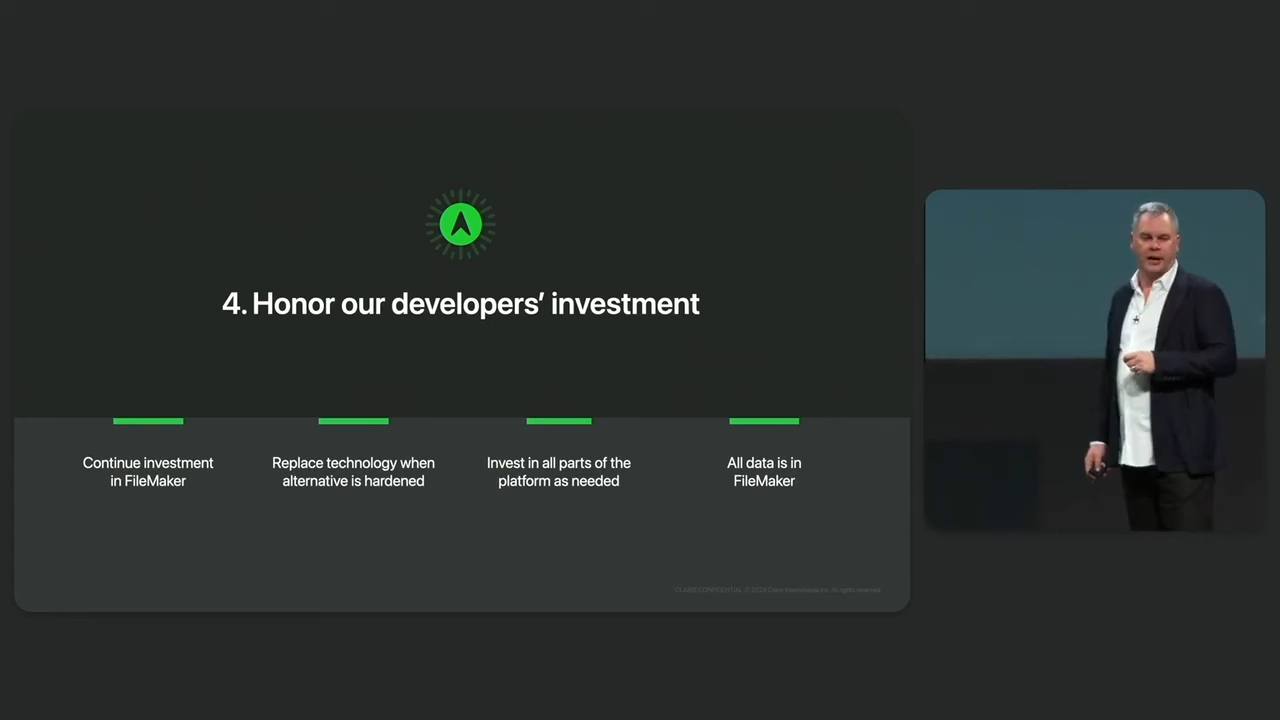 4. Honor our developers’ investment
Continue investment
in FileMaker
Replace technology when
alternative is hardened
Invest in all parts of the
platform as needed
All data is in
FileMaker